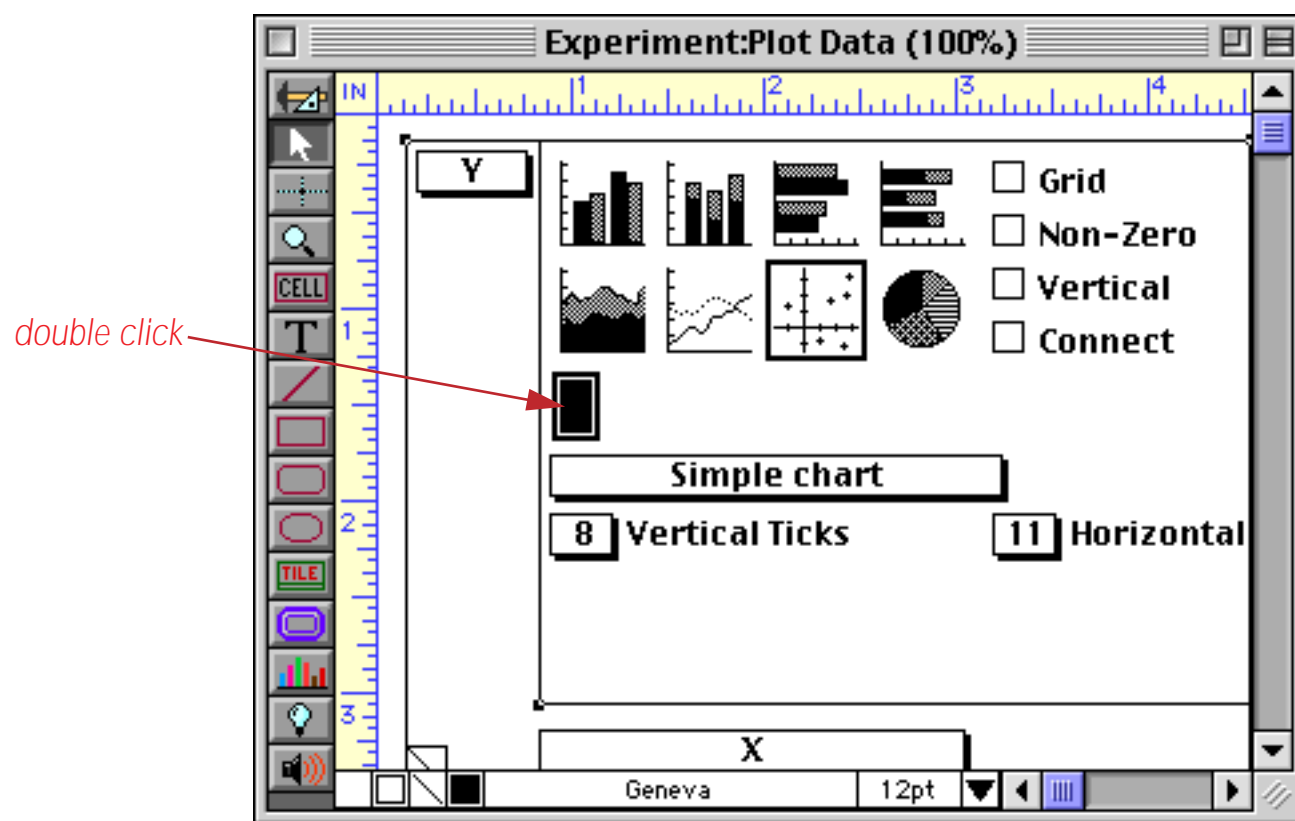 Experiment:Plot Data (100%)
IN 1 2 3 4
Y
Grid
Non-Zero
CELL
Vertical
double click
T
1
Connect
Simple chart
2
8 Vertical Ticks 11 Horizontal
TILE
3
X
Geneva 12pt